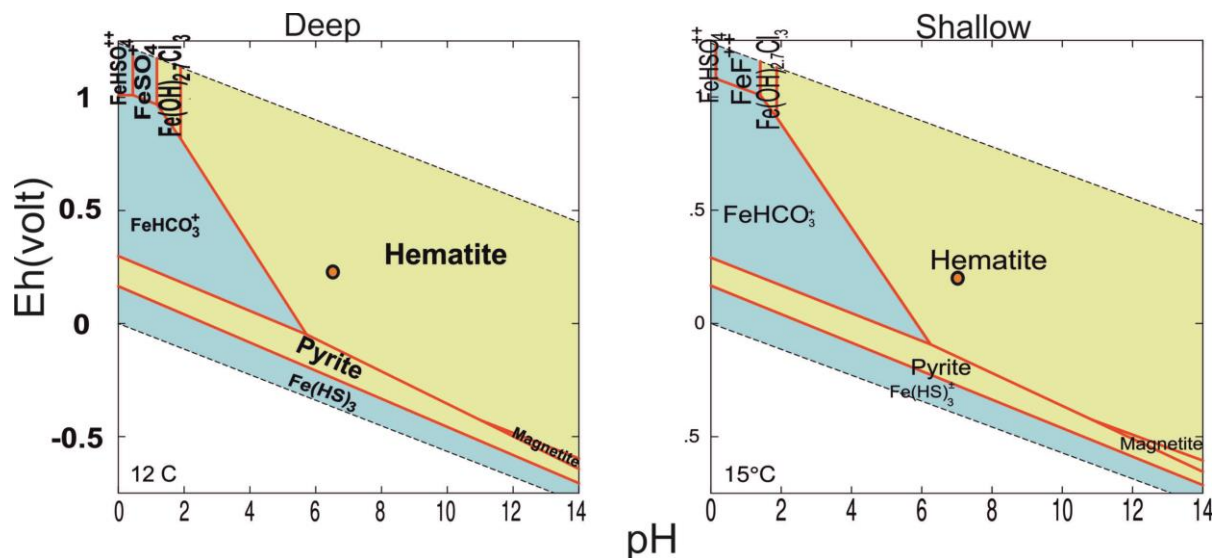 Deep
Shallow
Eh(volt)
pH
FeHSO₄⁺⁺
FeSO₄⁺
Fe(OH)₂.₇Cl.₃
1
0.5
0
-0.5
FeHCO₃⁺
Hematite
Pyrite
Fe(HS)₃
Magnetite
12 C
0 2 4 6 8 10 12 14
FeHSO₄⁺⁺
FeF⁺⁺
Fe(OH)₂.₇Cl.₃
.5
0
.5
FeHCO₃⁺
Hematite
Pyrite
Fe(HS)₃
Magnetite
15°C
0 2 4 6 8 10 12 14